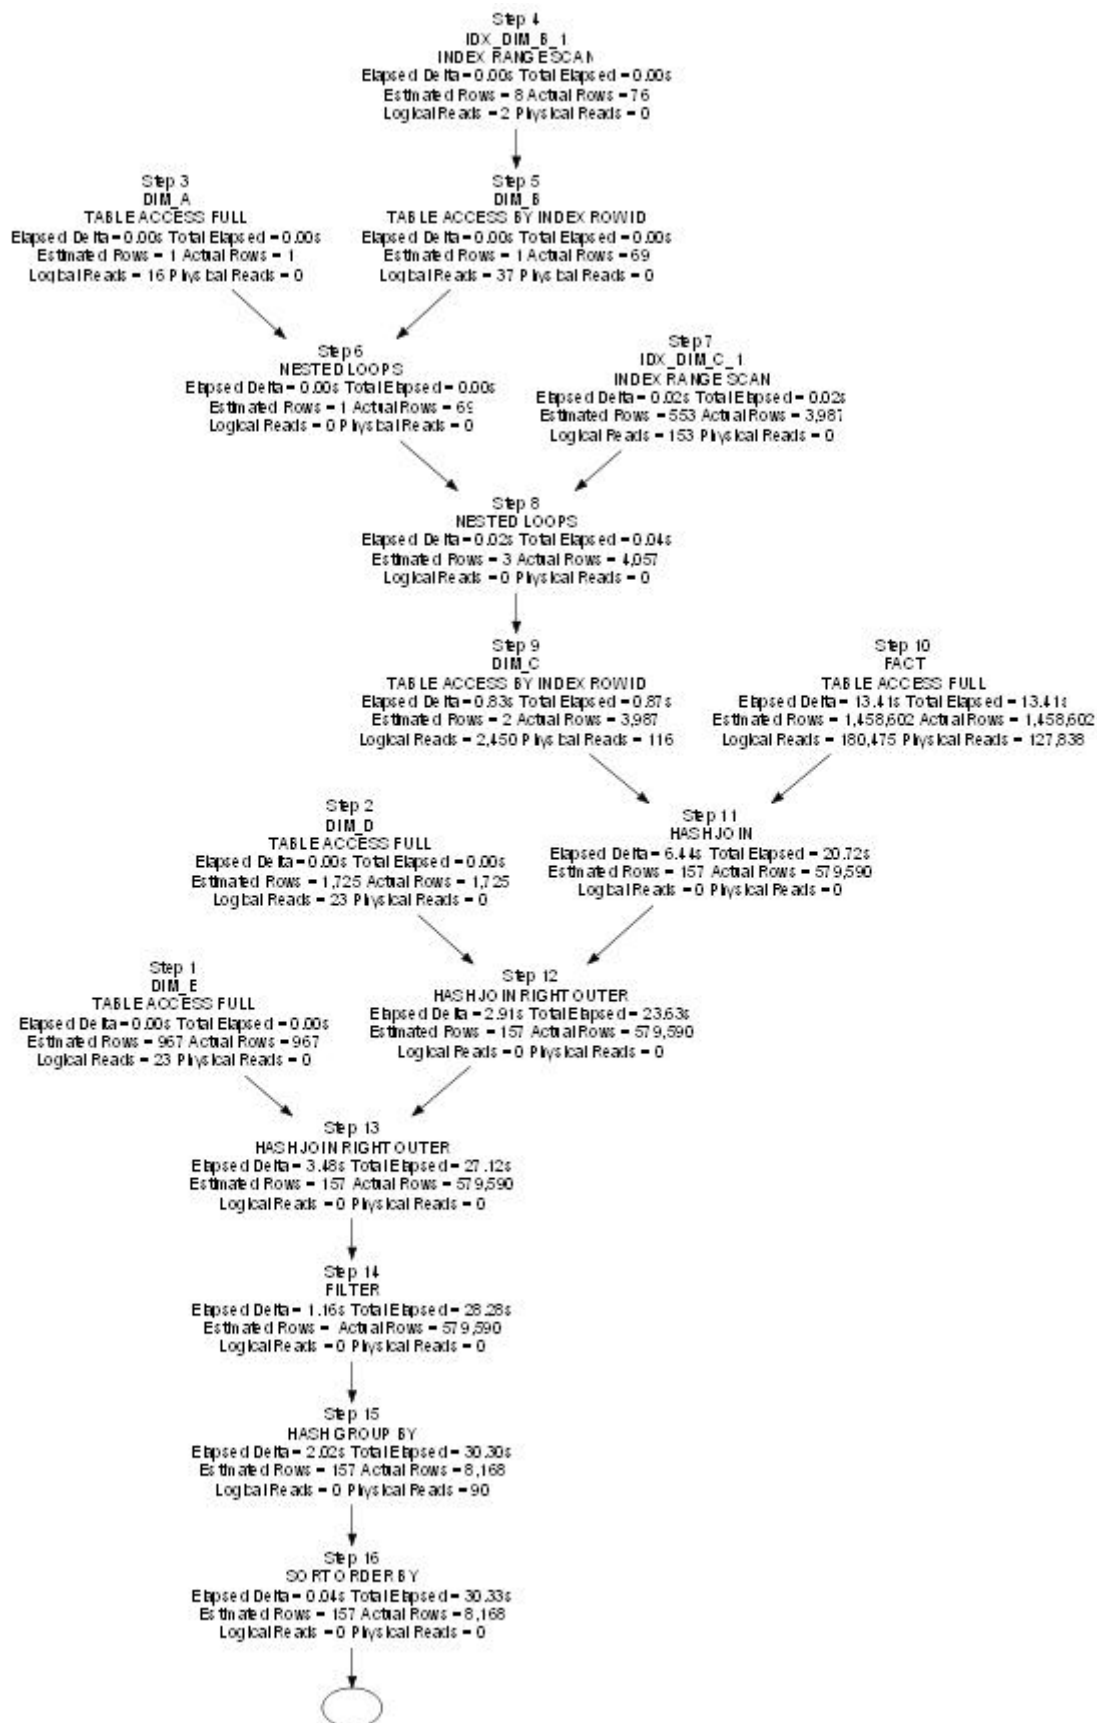 Step 4
IDX_DIM_B_1
INDEX RANGE SCAN
Elapsed Delta = 0.00s Total Elapsed = 0.00s
Estimated Rows = 8 Actual Rows = 76
Logical Reads = 2 Physical Reads = 0
Step 3
DIM_A
TABLE ACCESS FULL
Elapsed Delta = 0.00s Total Elapsed = 0.00s
Estimated Rows = 1 Actual Rows = 1
Logical Reads = 16 Physical Reads = 0
Step 5
DIM_B
TABLE ACCESS BY INDEX ROWID
Elapsed Delta = 0.00s Total Elapsed = 0.00s
Estimated Rows = 1 Actual Rows = 69
Logical Reads = 37 Physical Reads = 0
Step 6
NESTED LOOPS
Elapsed Delta = 0.00s Total Elapsed = 0.00s
Estimated Rows = 1 Actual Rows = 69
Logical Reads = 0 Physical Reads = 0
Step 7
IDX_DIM_C_1
INDEX RANGE SCAN
Elapsed Delta = 0.02s Total Elapsed = 0.02s
Estimated Rows = 553 Actual Rows = 3,987
Logical Reads = 153 Physical Reads = 0
Step 8
NESTED LOOPS
Elapsed Delta = 0.02s Total Elapsed = 0.04s
Estimated Rows = 3 Actual Rows = 4,057
Logical Reads = 0 Physical Reads = 0
Step 9
DIM_C
TABLE ACCESS BY INDEX ROWID
Elapsed Delta = 0.83s Total Elapsed = 0.87s
Estimated Rows = 2 Actual Rows = 3,987
Logical Reads = 2,450 Physical Reads = 116
Step 10
FACT
TABLE ACCESS FULL
Elapsed Delta = 13.41s Total Elapsed = 13.41s
Estimated Rows = 1,458,602 Actual Rows = 1,458,602
Logical Reads = 180,475 Physical Reads = 127,838
Step 2
DIM_D
TABLE ACCESS FULL
Elapsed Delta = 0.00s Total Elapsed = 0.00s
Estimated Rows = 1,725 Actual Rows = 1,725
Logical Reads = 23 Physical Reads = 0
Step 11
HASH JOIN
Elapsed Delta = 6.44s Total Elapsed = 20.72s
Estimated Rows = 157 Actual Rows = 579,590
Logical Reads = 0 Physical Reads = 0
Step 1
DIM_E
TABLE ACCESS FULL
Elapsed Delta = 0.00s Total Elapsed = 0.00s
Estimated Rows = 967 Actual Rows = 967
Logical Reads = 23 Physical Reads = 0
Step 12
HASH JOIN RIGHT OUTER
Elapsed Delta = 2.91s Total Elapsed = 23.63s
Estimated Rows = 157 Actual Rows = 579,590
Logical Reads = 0 Physical Reads = 0
Step 13
HASH JOIN RIGHT OUTER
Elapsed Delta = 3.48s Total Elapsed = 27.12s
Estimated Rows = 157 Actual Rows = 579,590
Logical Reads = 0 Physical Reads = 0
Step 14
FILTER
Elapsed Delta = 1.16s Total Elapsed = 28.28s
Estimated Rows = Actual Rows = 579,590
Logical Reads = 0 Physical Reads = 0
Step 15
HASH GROUP BY
Elapsed Delta = 2.02s Total Elapsed = 30.30s
Estimated Rows = 157 Actual Rows = 8,168
Logical Reads = 0 Physical Reads = 90
Step 16
SORT ORDER BY
Elapsed Delta = 0.04s Total Elapsed = 30.33s
Estimated Rows = 157 Actual Rows = 8,168
Logical Reads = 0 Physical Reads = 0